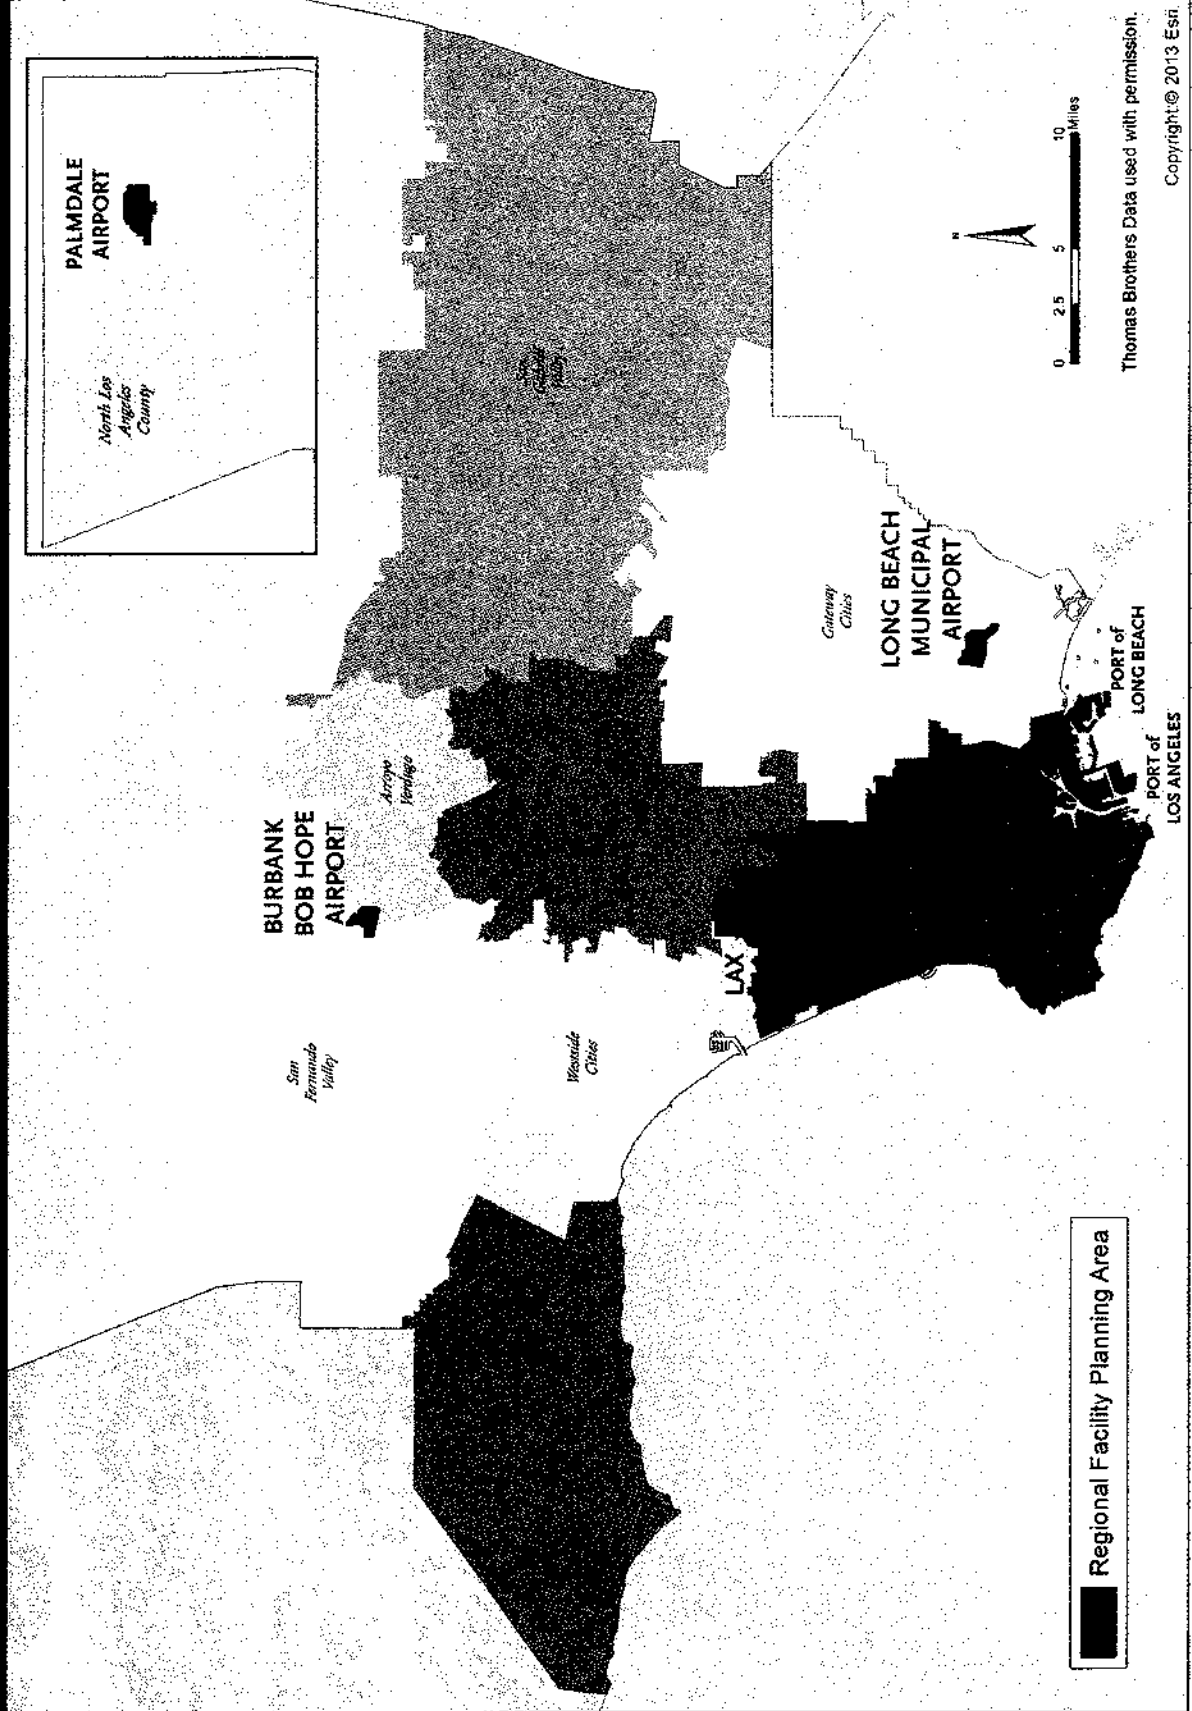 PALMDALE
AIRPORT
North Los
Angeles
County
BURBANK
BOB HOPE
AIRPORT
San
Fernando
Valley
Arroyo
Verdugo
Westside
Cities
LAX
Gateway
Cities
LONG BEACH
MUNICIPAL
AIRPORT
PORT of
LONG BEACH
PORT of
LOS ANGELES
N
0 2.5 5 10
Miles
Regional Facility Planning Area
Thomas Brothers Data used with permission.
Copyright:© 2013 Esri.